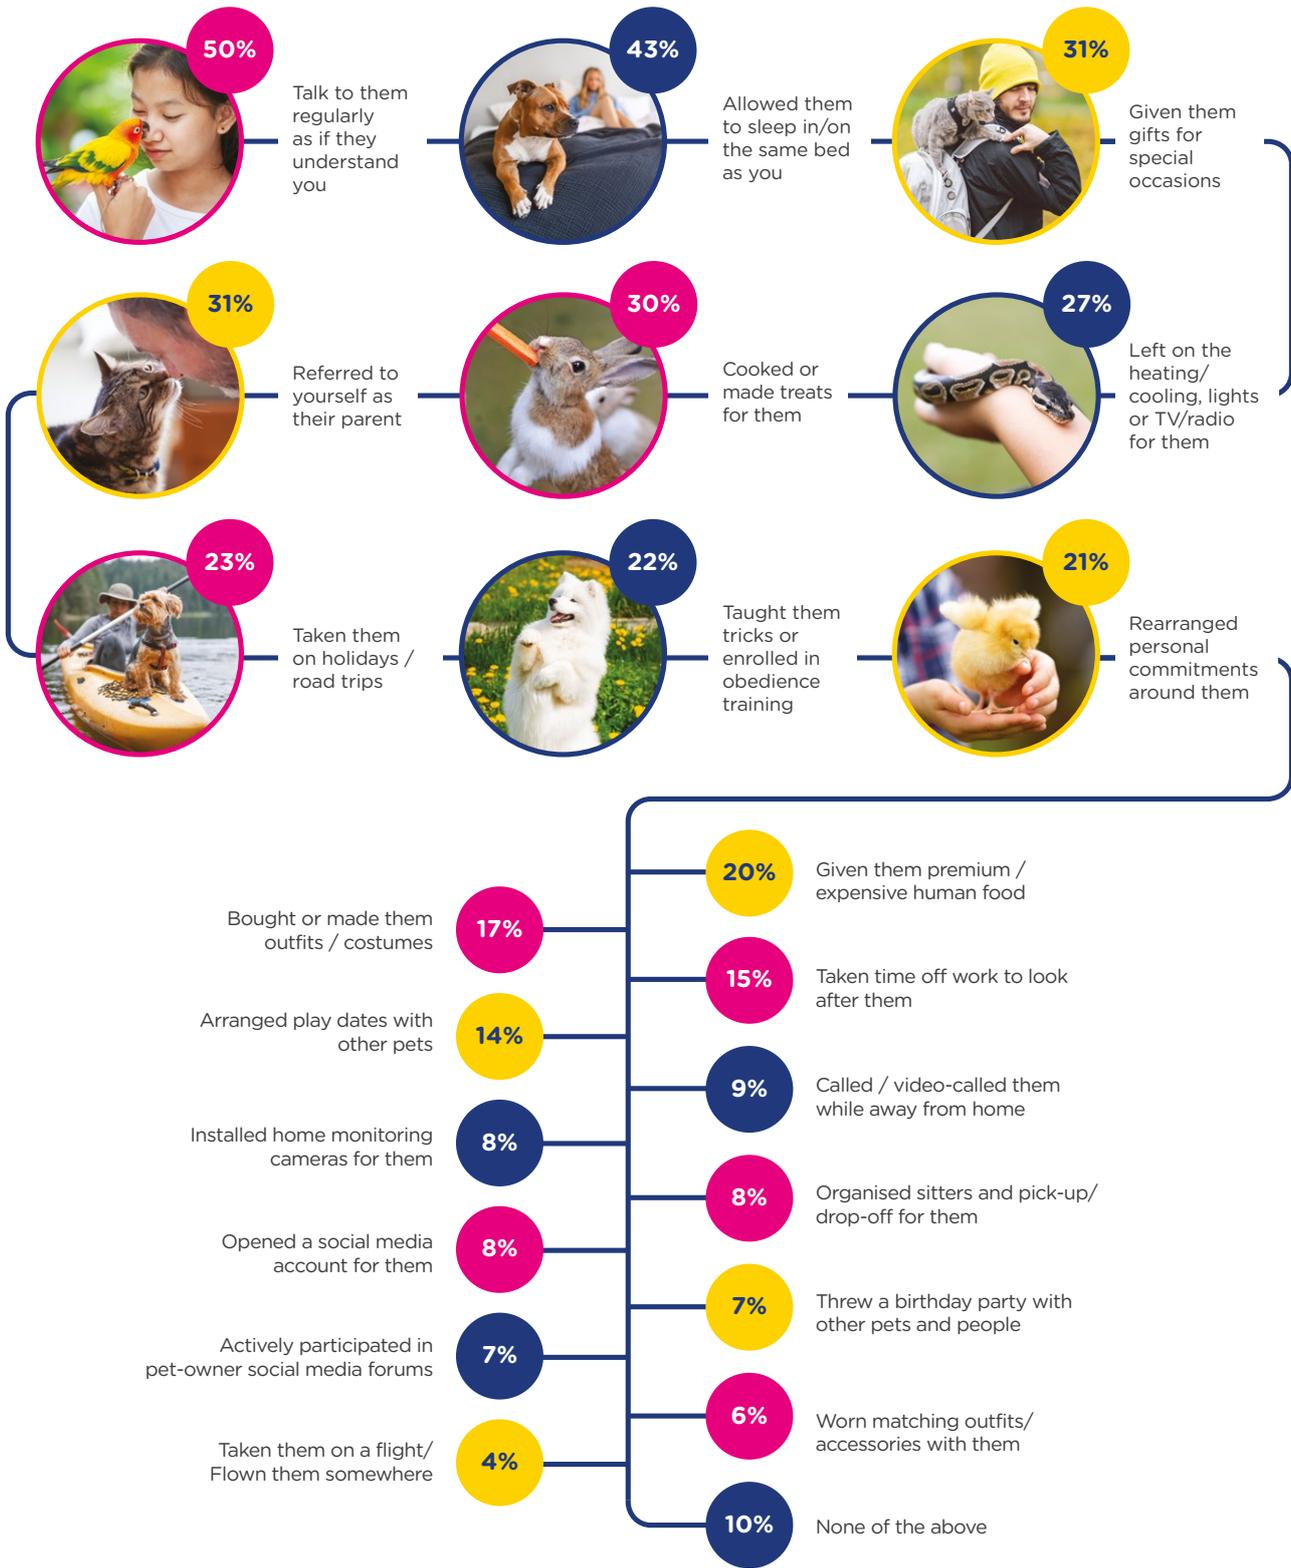 50%
Talk to them
regularly
as if they
understand
you
43%
Allowed them
to sleep in/on
the same bed
as you
31%
Given them
gifts for
special
occasions
31%
Referred to
yourself as
their parent
30%
Cooked or
made treats
for them
27%
Left on the
heating/
cooling, lights
or TV/radio
for them
23%
Taken them
on holidays /
road trips
22%
Taught them
tricks or
enrolled in
obedience
training
21%
Rearranged
personal
commitments
around them
20%
Given them premium /
expensive human food
Bought or made them
outfits / costumes
17%
15%
Taken time off work to look
after them
Arranged play dates with
other pets
14%
9%
Called / video-called them
while away from home
Installed home monitoring
cameras for them
8%
8%
Organised sitters and pick-up/
drop-off for them
Opened a social media
account for them
8%
7%
Threw a birthday party with
other pets and people
Actively participated in
pet-owner social media forums
7%
6%
Worn matching outfits/
accessories with them
Taken them on a flight/
Flown them somewhere
4%
10%
None of the above